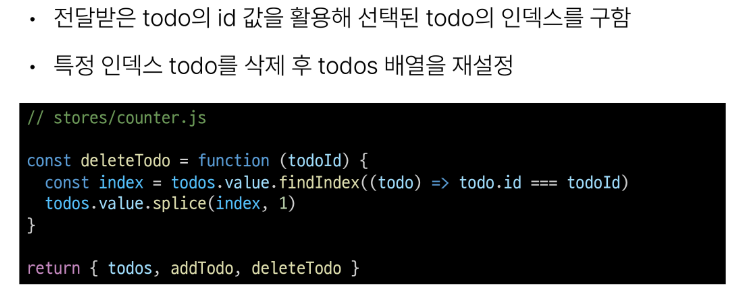 • 전달받은 todo의 id 값을 활용해 선택된 todo의 인덱스를 구함
• 특정 인덱스 todo를 삭제 후 todos 배열을 재설정
// stores/counter.js
const deleteTodo = function (todoId) {
  const index = todos.value.findIndex((todo) => todo.id === todoId)
  todos.value.splice(index, 1)
}
return { todos, addTodo, deleteTodo }